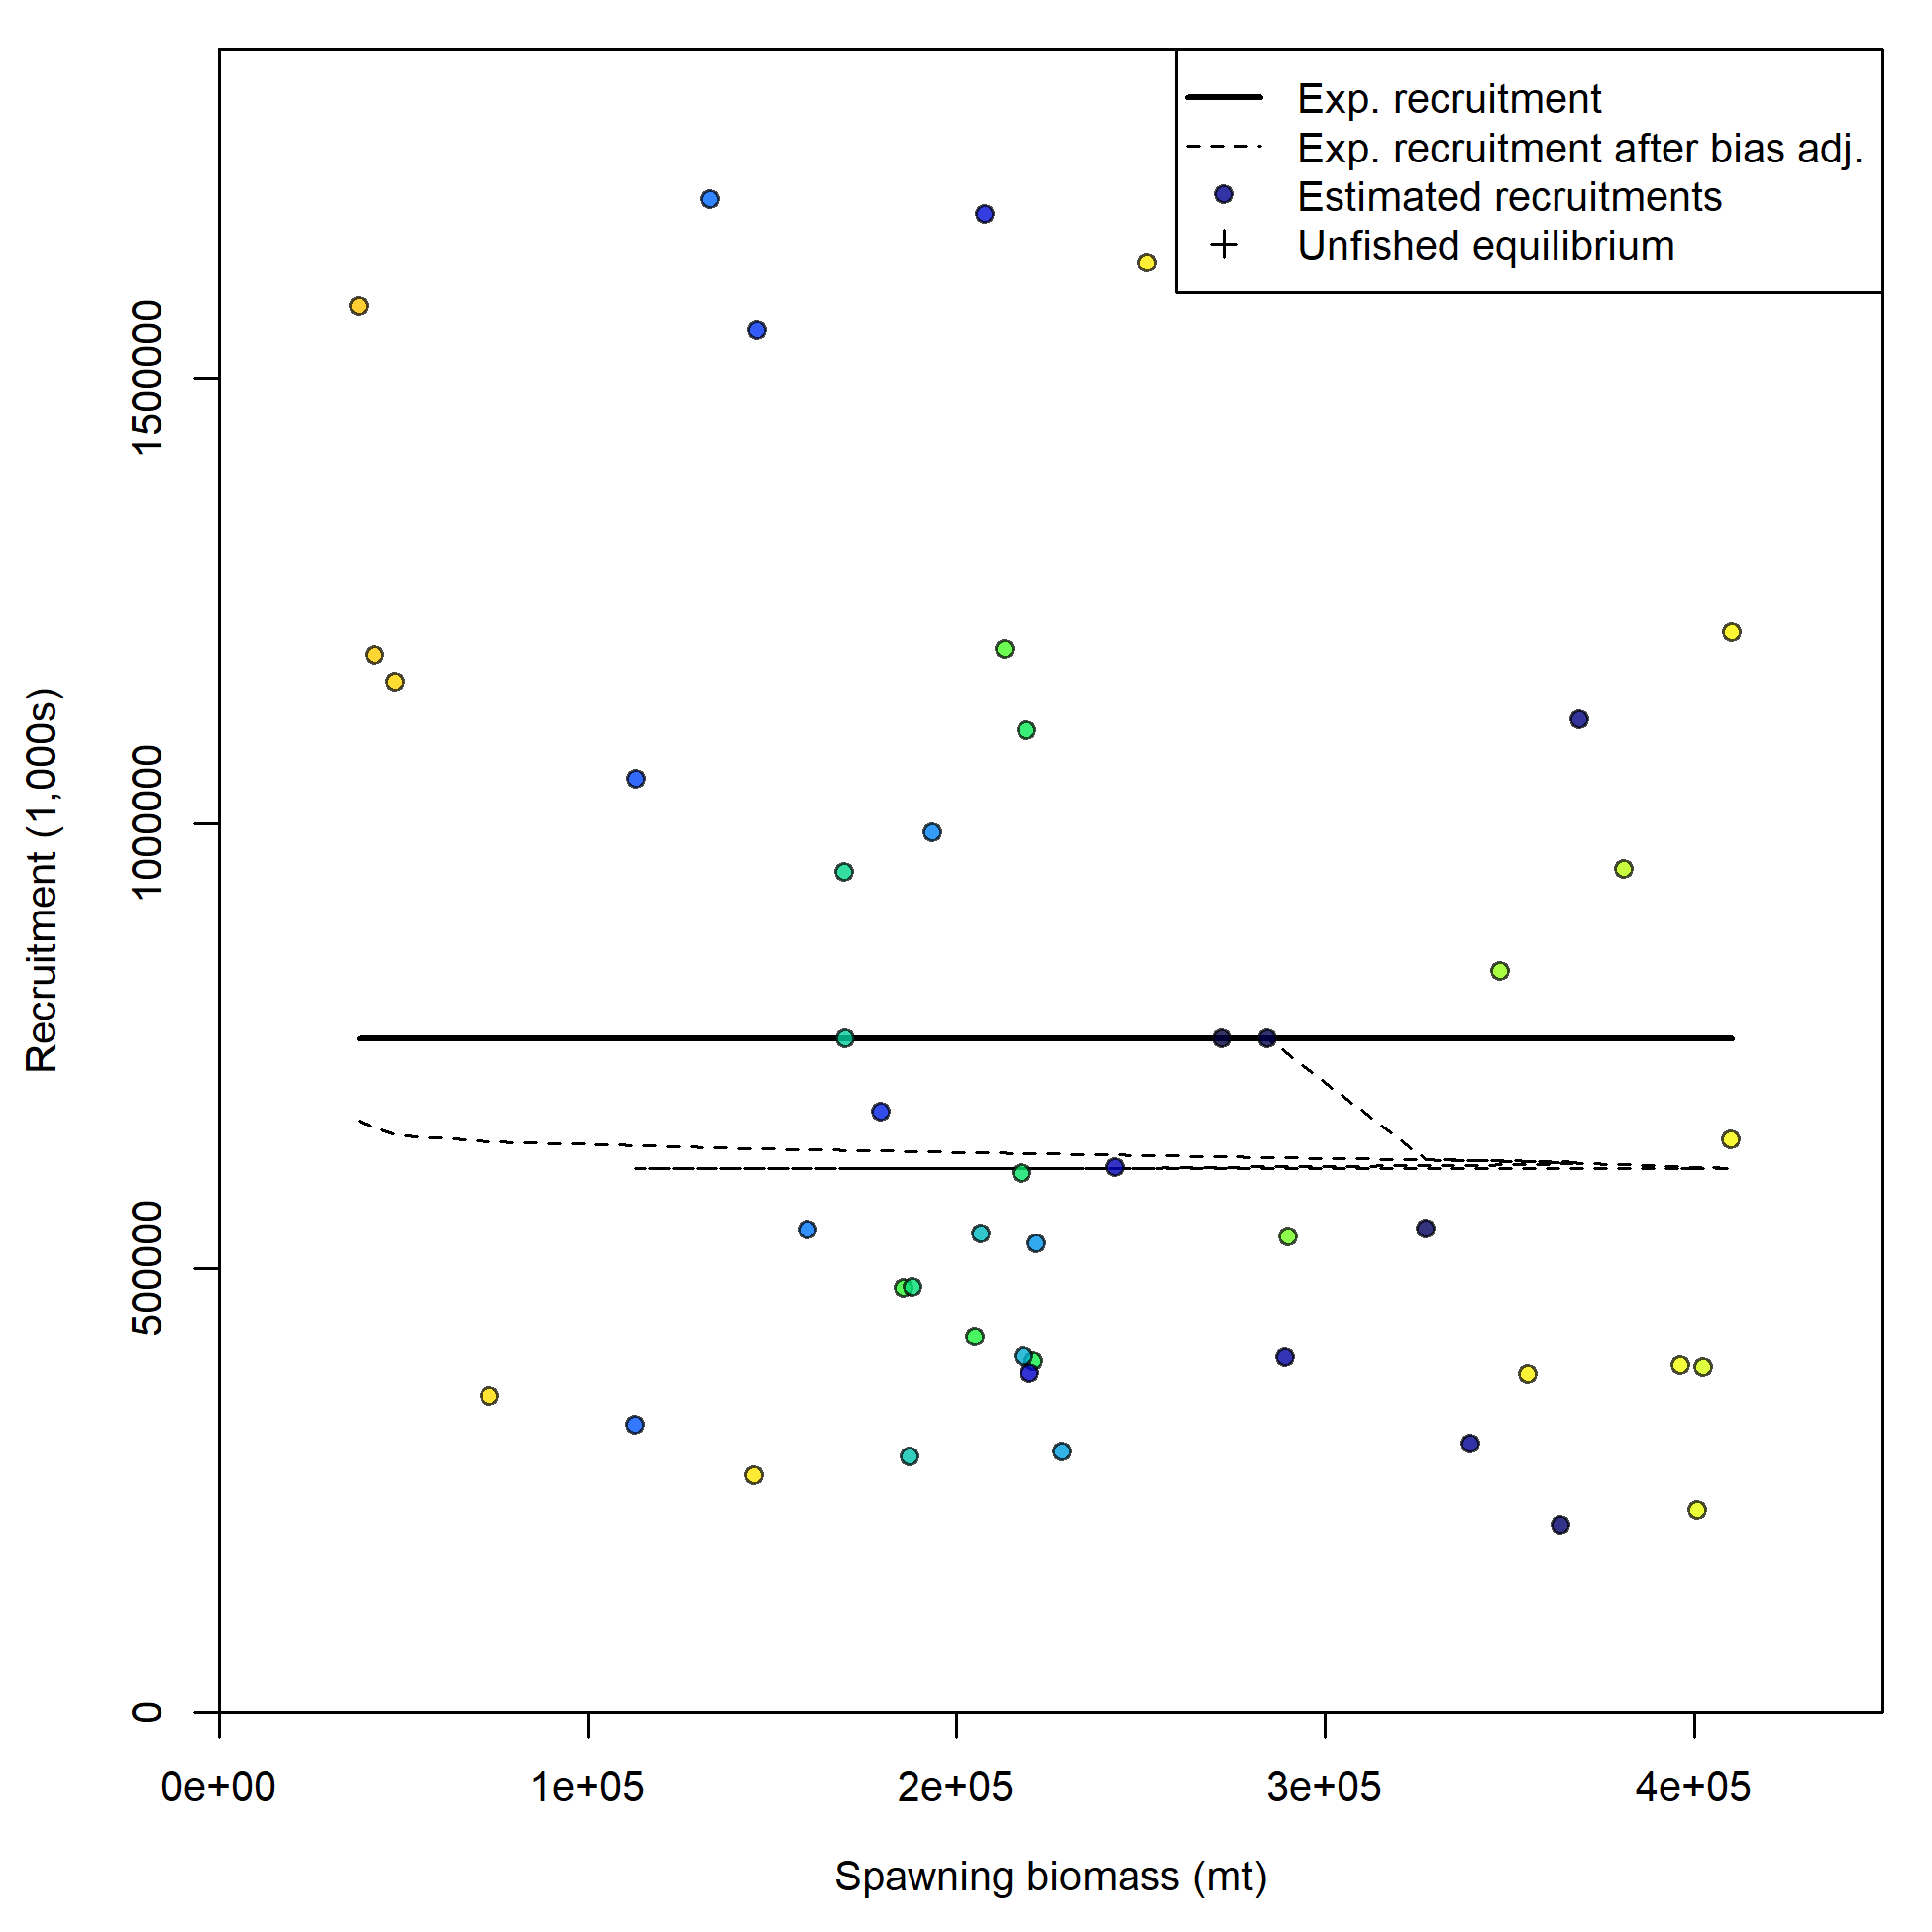 Exp. recruitment
Exp. recruitment after bias adj.
Estimated recruitments
Unfished equilibrium
Recruitment (1,000s)
1500000
1000000
500000
0
0e+00 1e+05 2e+05 3e+05 4e+05
Spawning biomass (mt)